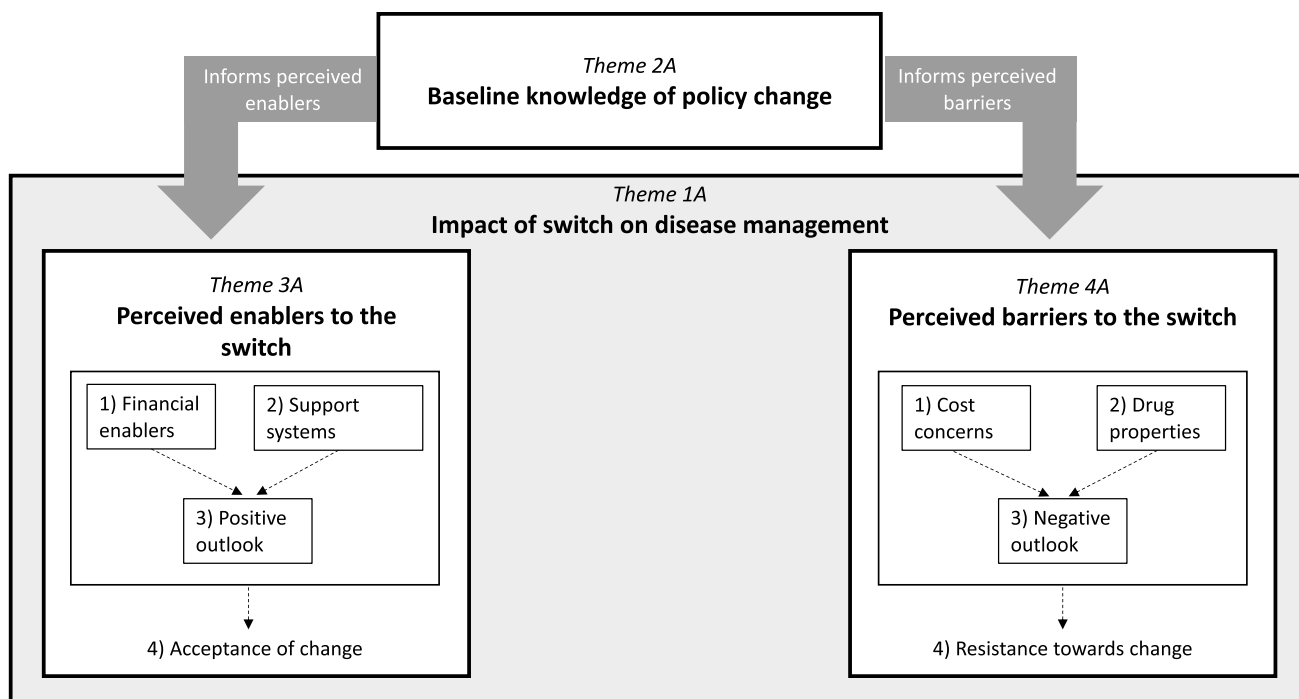 Theme 2A
Baseline knowledge of policy change
Informs perceived
enablers
Informs perceived
barriers
Theme 1A
Impact of switch on disease management
Theme 3A
Perceived enablers to the
switch
1) Financial
enablers
2) Support
systems
3) Positive
outlook
4) Acceptance of change
Theme 4A
Perceived barriers to the switch
1) Cost
concerns
2) Drug
properties
3) Negative
outlook
4) Resistance towards change